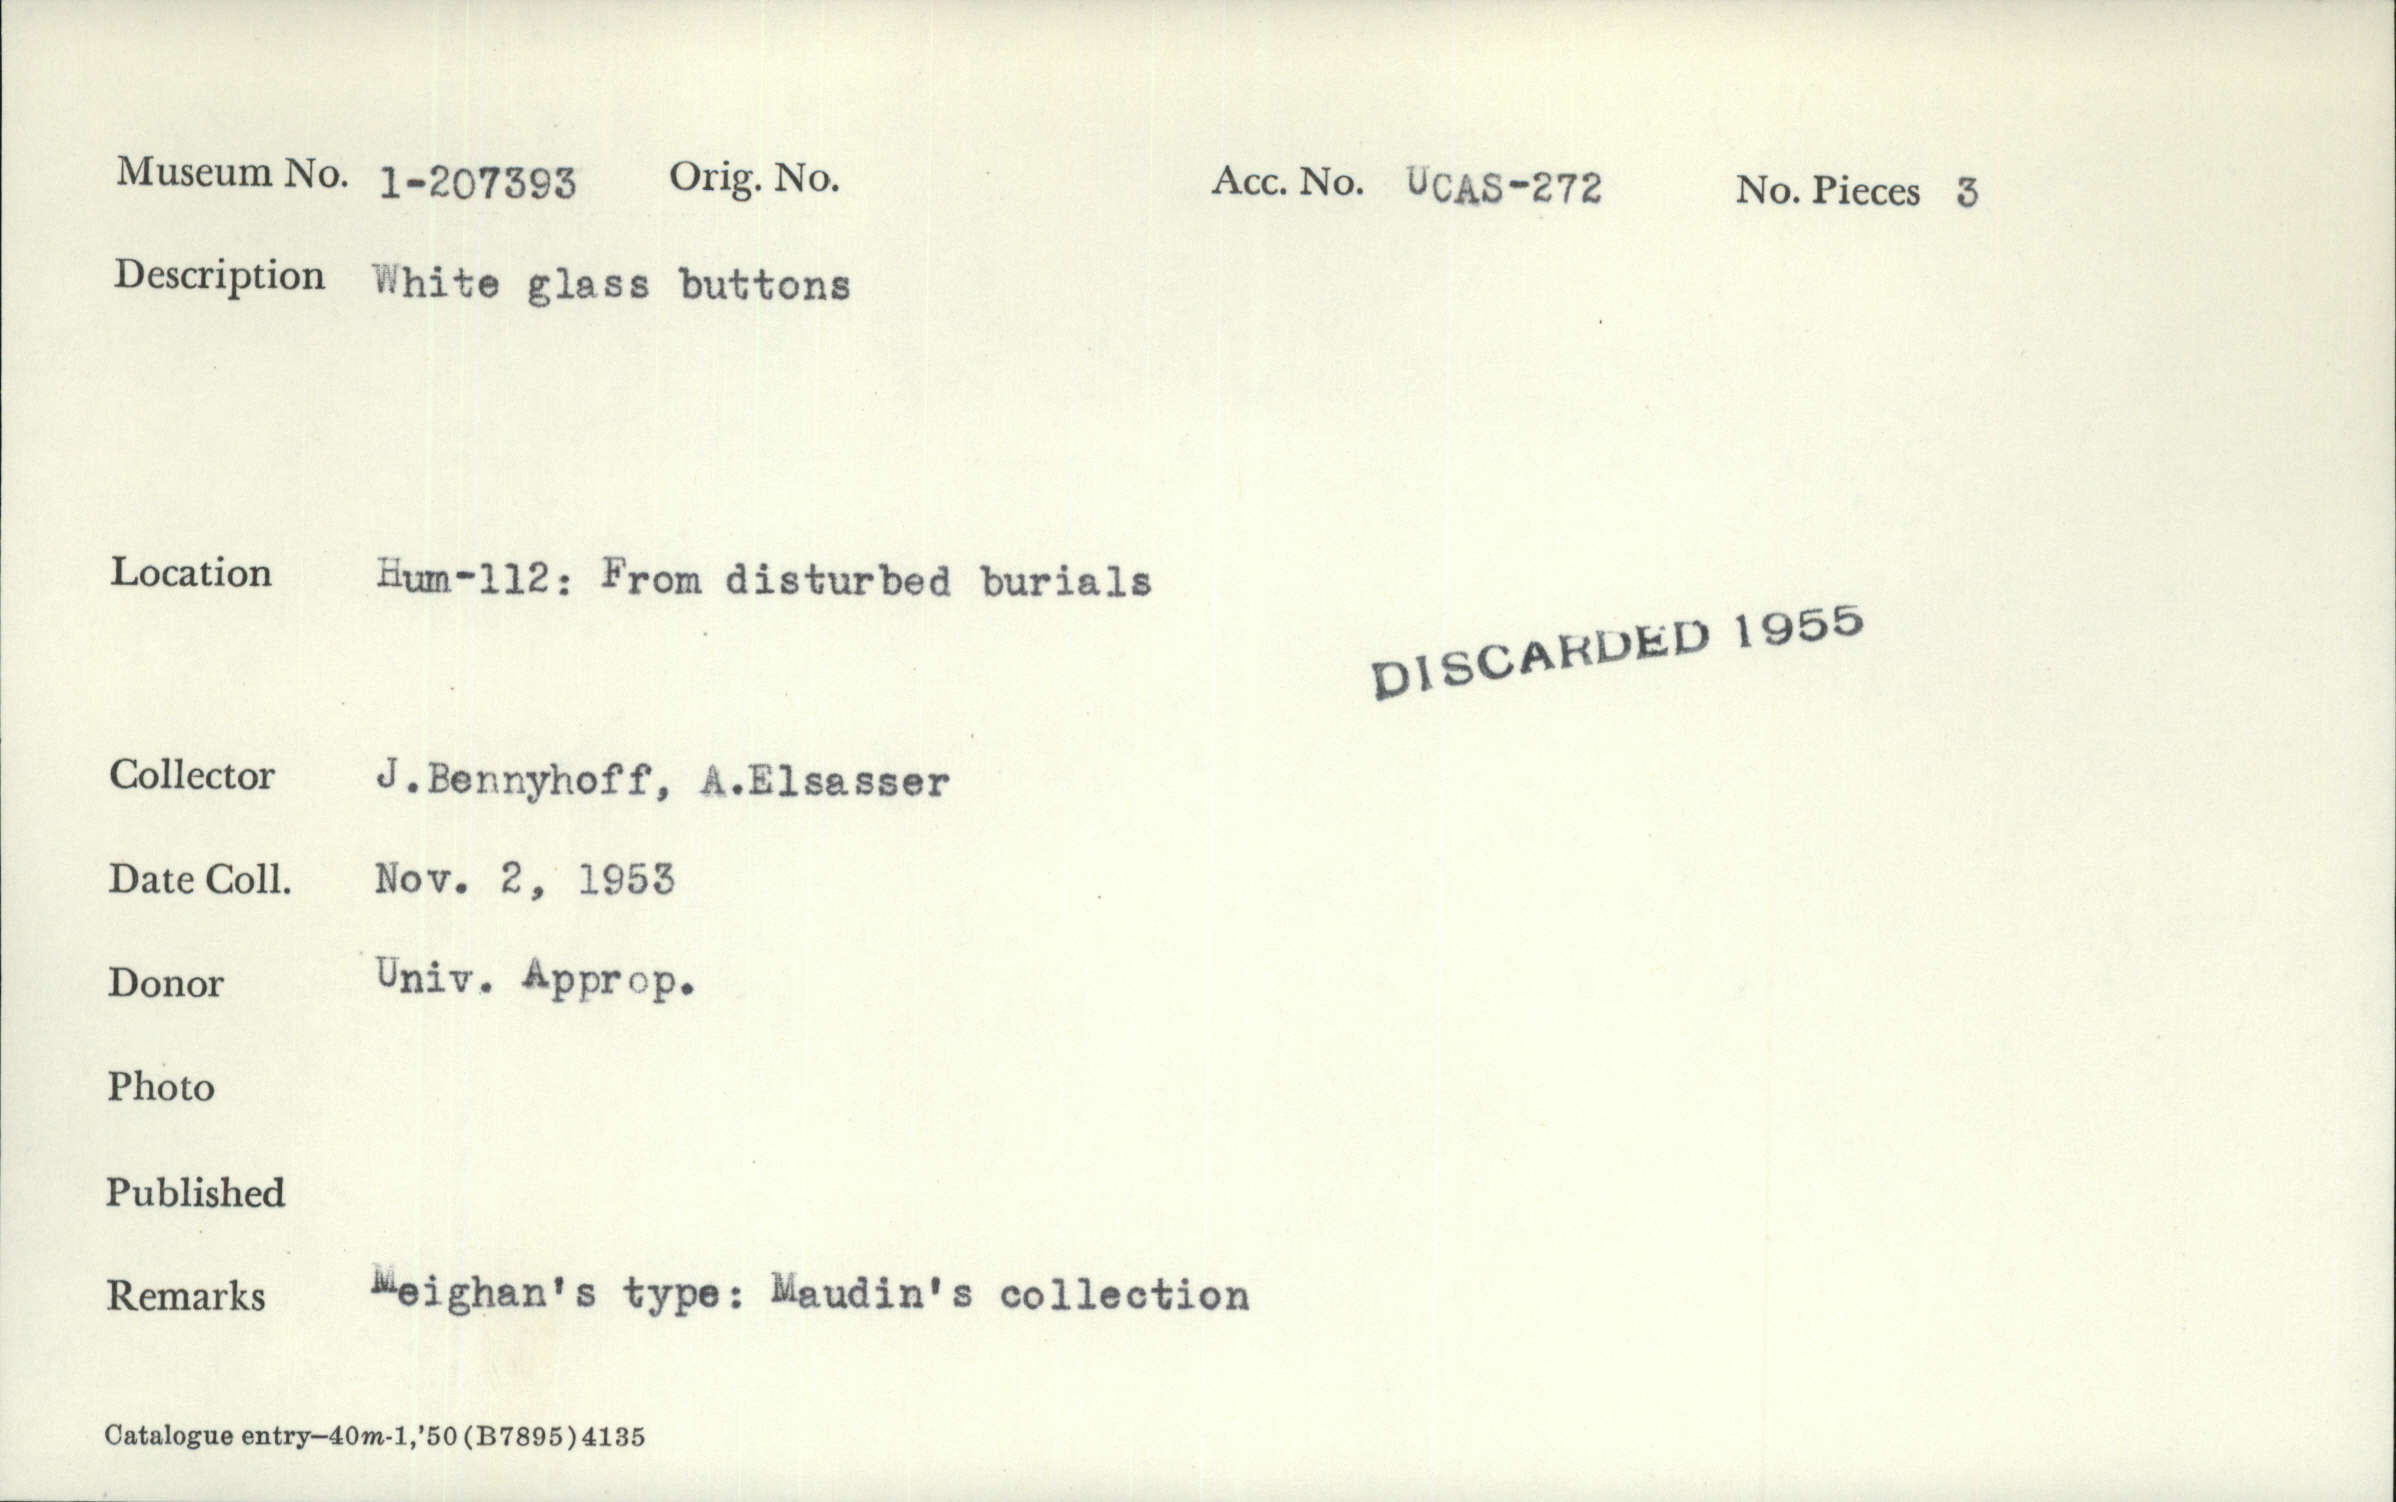 Museum No. 1-207393 Orig. No. Acc. No. UCAS-272 No. Pieces 3
Description White glass buttons
Location Hum-112: From disturbed burials
DISCARDED 1955
Collector J.Bennyhoff, A.Elsasser
Date Coll. Nov. 2, 1953
Donor Univ. Approp.
Photo
Published
Remarks Meighan's type: Maudin's collection
Catalogue entry—40m-1,'50(B7895)4135